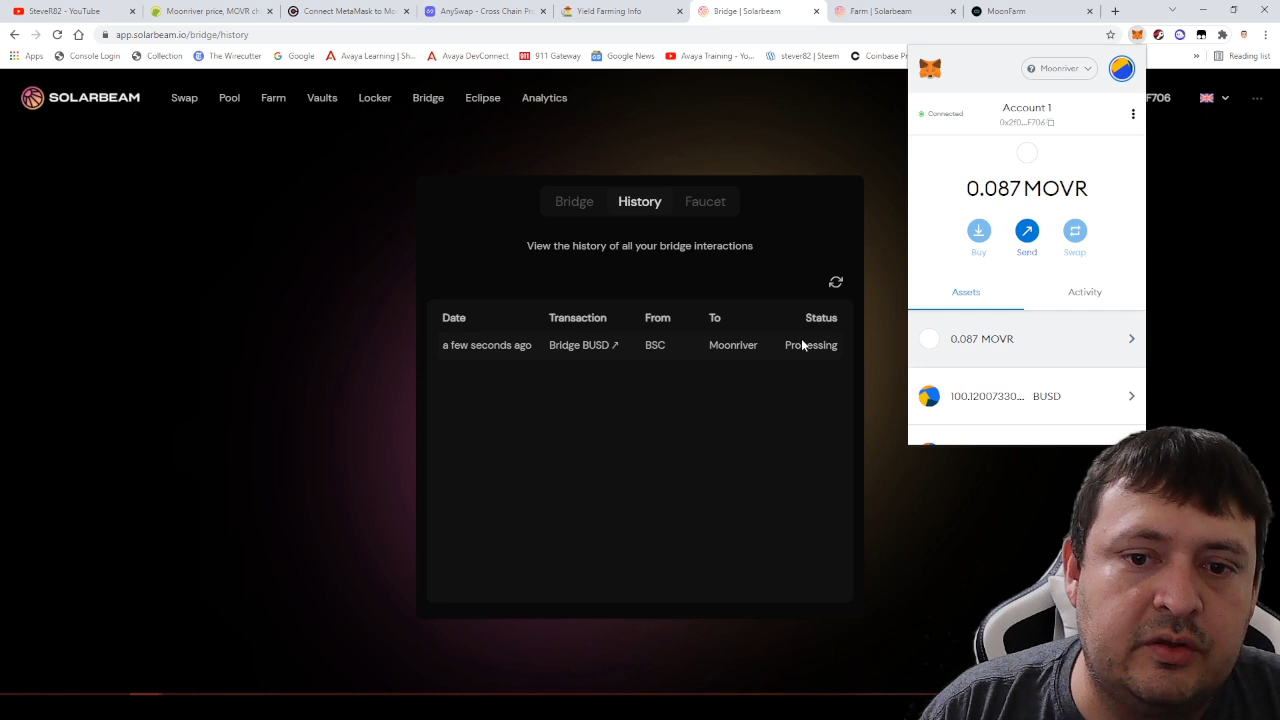 SteveR82 - YouTube
Moonriver price, MOVR ch
Connect MetaMask to Mo
AnySwap - Cross Chain Pr
Yield Farming Info
Bridge | Solarbeam
Farm | Solarbeam
MoonFarm
app.solarbeam.io/bridge/history
Apps
Console Login
Collection
The Wirecutter
Google
Avaya Learning | Sh...
Avaya DevConnect
911 Gateway
Google News
Avaya Training - Yo...
stever82 | Steem
Coinbase P
»
Reading list
SOLARBEAM
Swap
Pool
Farm
Vaults
Locker
Bridge
Eclipse
Analytics
F706
Moonriver
Connected
Account 1
0x2f0...F706
0.087 MOVR
Buy
Send
Swap
Assets
Activity
0.087 MOVR
100.12007330... BUSD
Bridge
History
Faucet
View the history of all your bridge interactions
Date Transaction From To Status
a few seconds ago Bridge BUSD ↗ BSC Moonriver Processing